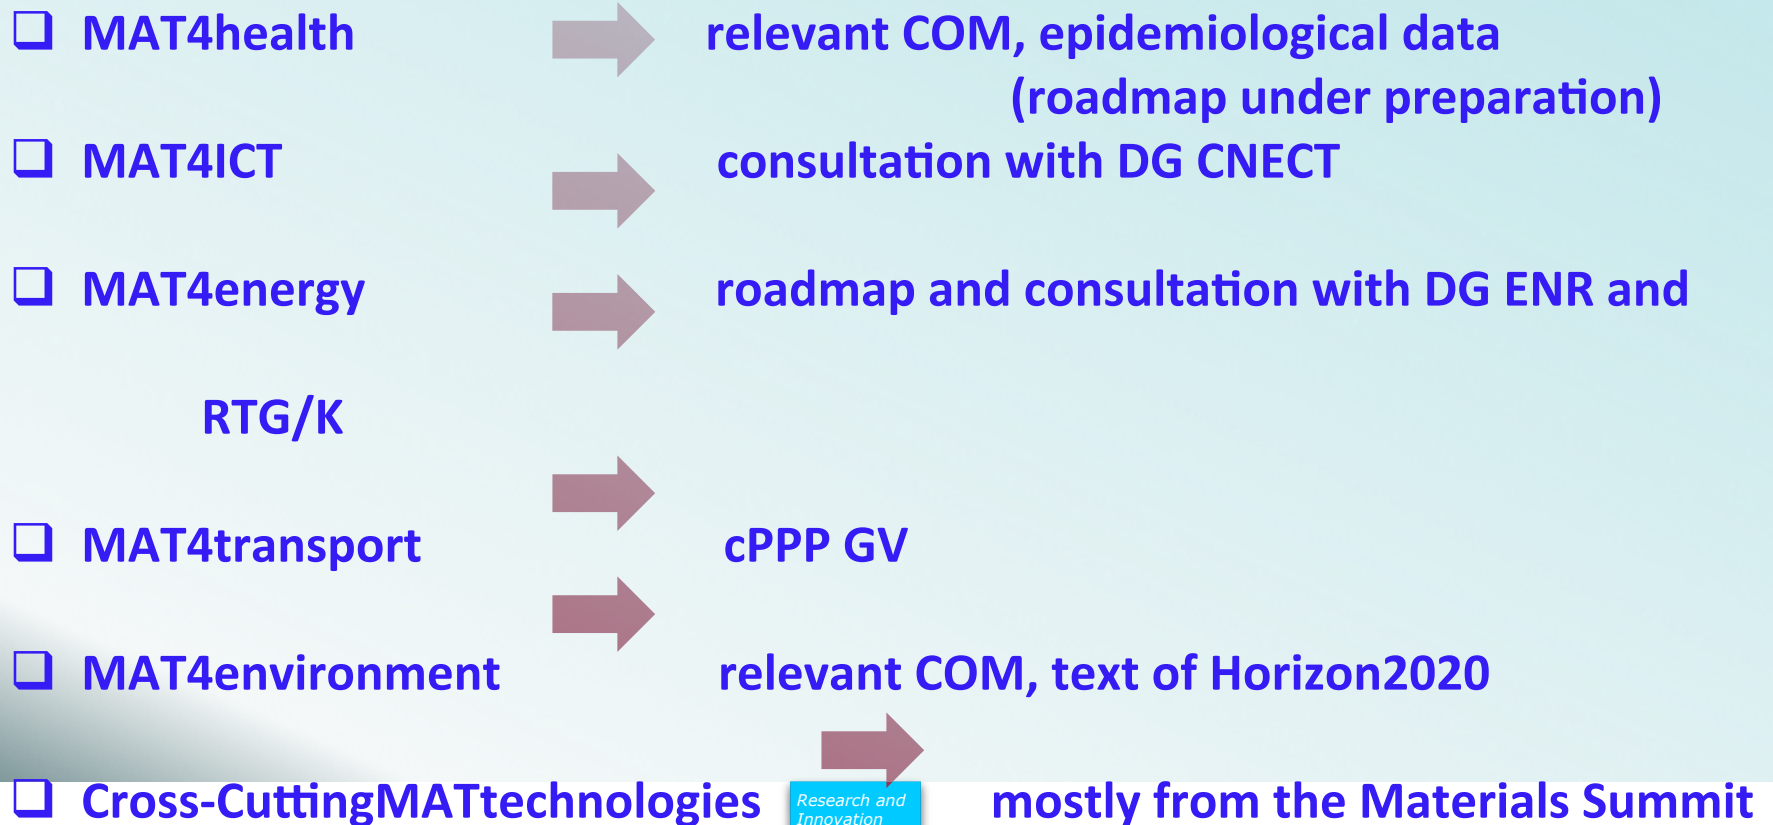 ❑ MAT4health relevant COM, epidemiological data
(roadmap under preparation)
❑ MAT4ICT consultation with DG CNECT
❑ MAT4energy roadmap and consultation with DG ENR and
RTG/K
❑ MAT4transport cPPP GV
❑ MAT4environment relevant COM, text of Horizon2020
❑ Cross-CuttingMATtechnologies mostly from the Materials Summit
Research and
Innovation